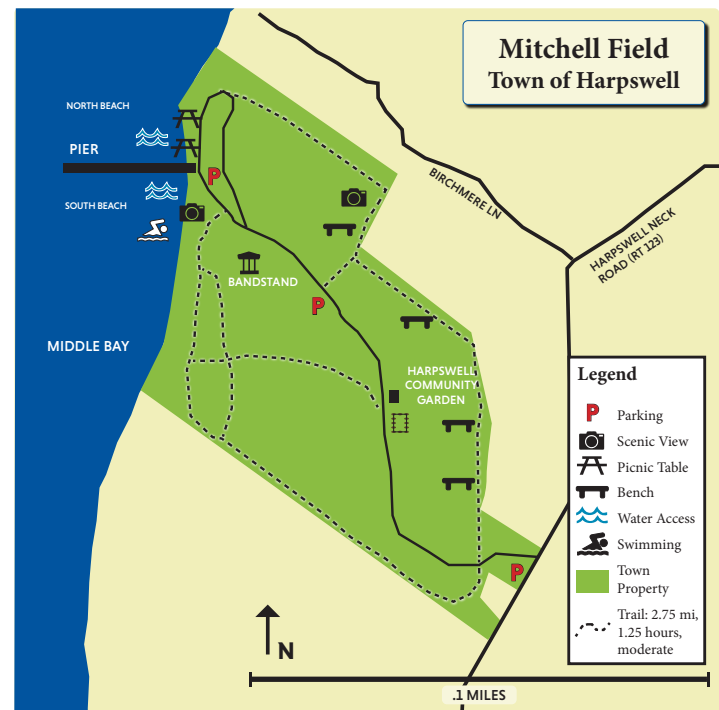 Mitchell Field
Town of Harpswell
NORTH BEACH
PIER
SOUTH BEACH
P
BIRCHMERE LN
HARPSWELL NECK
ROAD (RT 123)
BANDSTAND
P
MIDDLE BAY
HARPSWELL
COMMUNITY
GARDEN
P
N
.1 MILES
Legend
P Parking
Scenic View
Picnic Table
Bench
Water Access
Swimming
Town
Property
Trail: 2.75 mi,
1.25 hours,
moderate